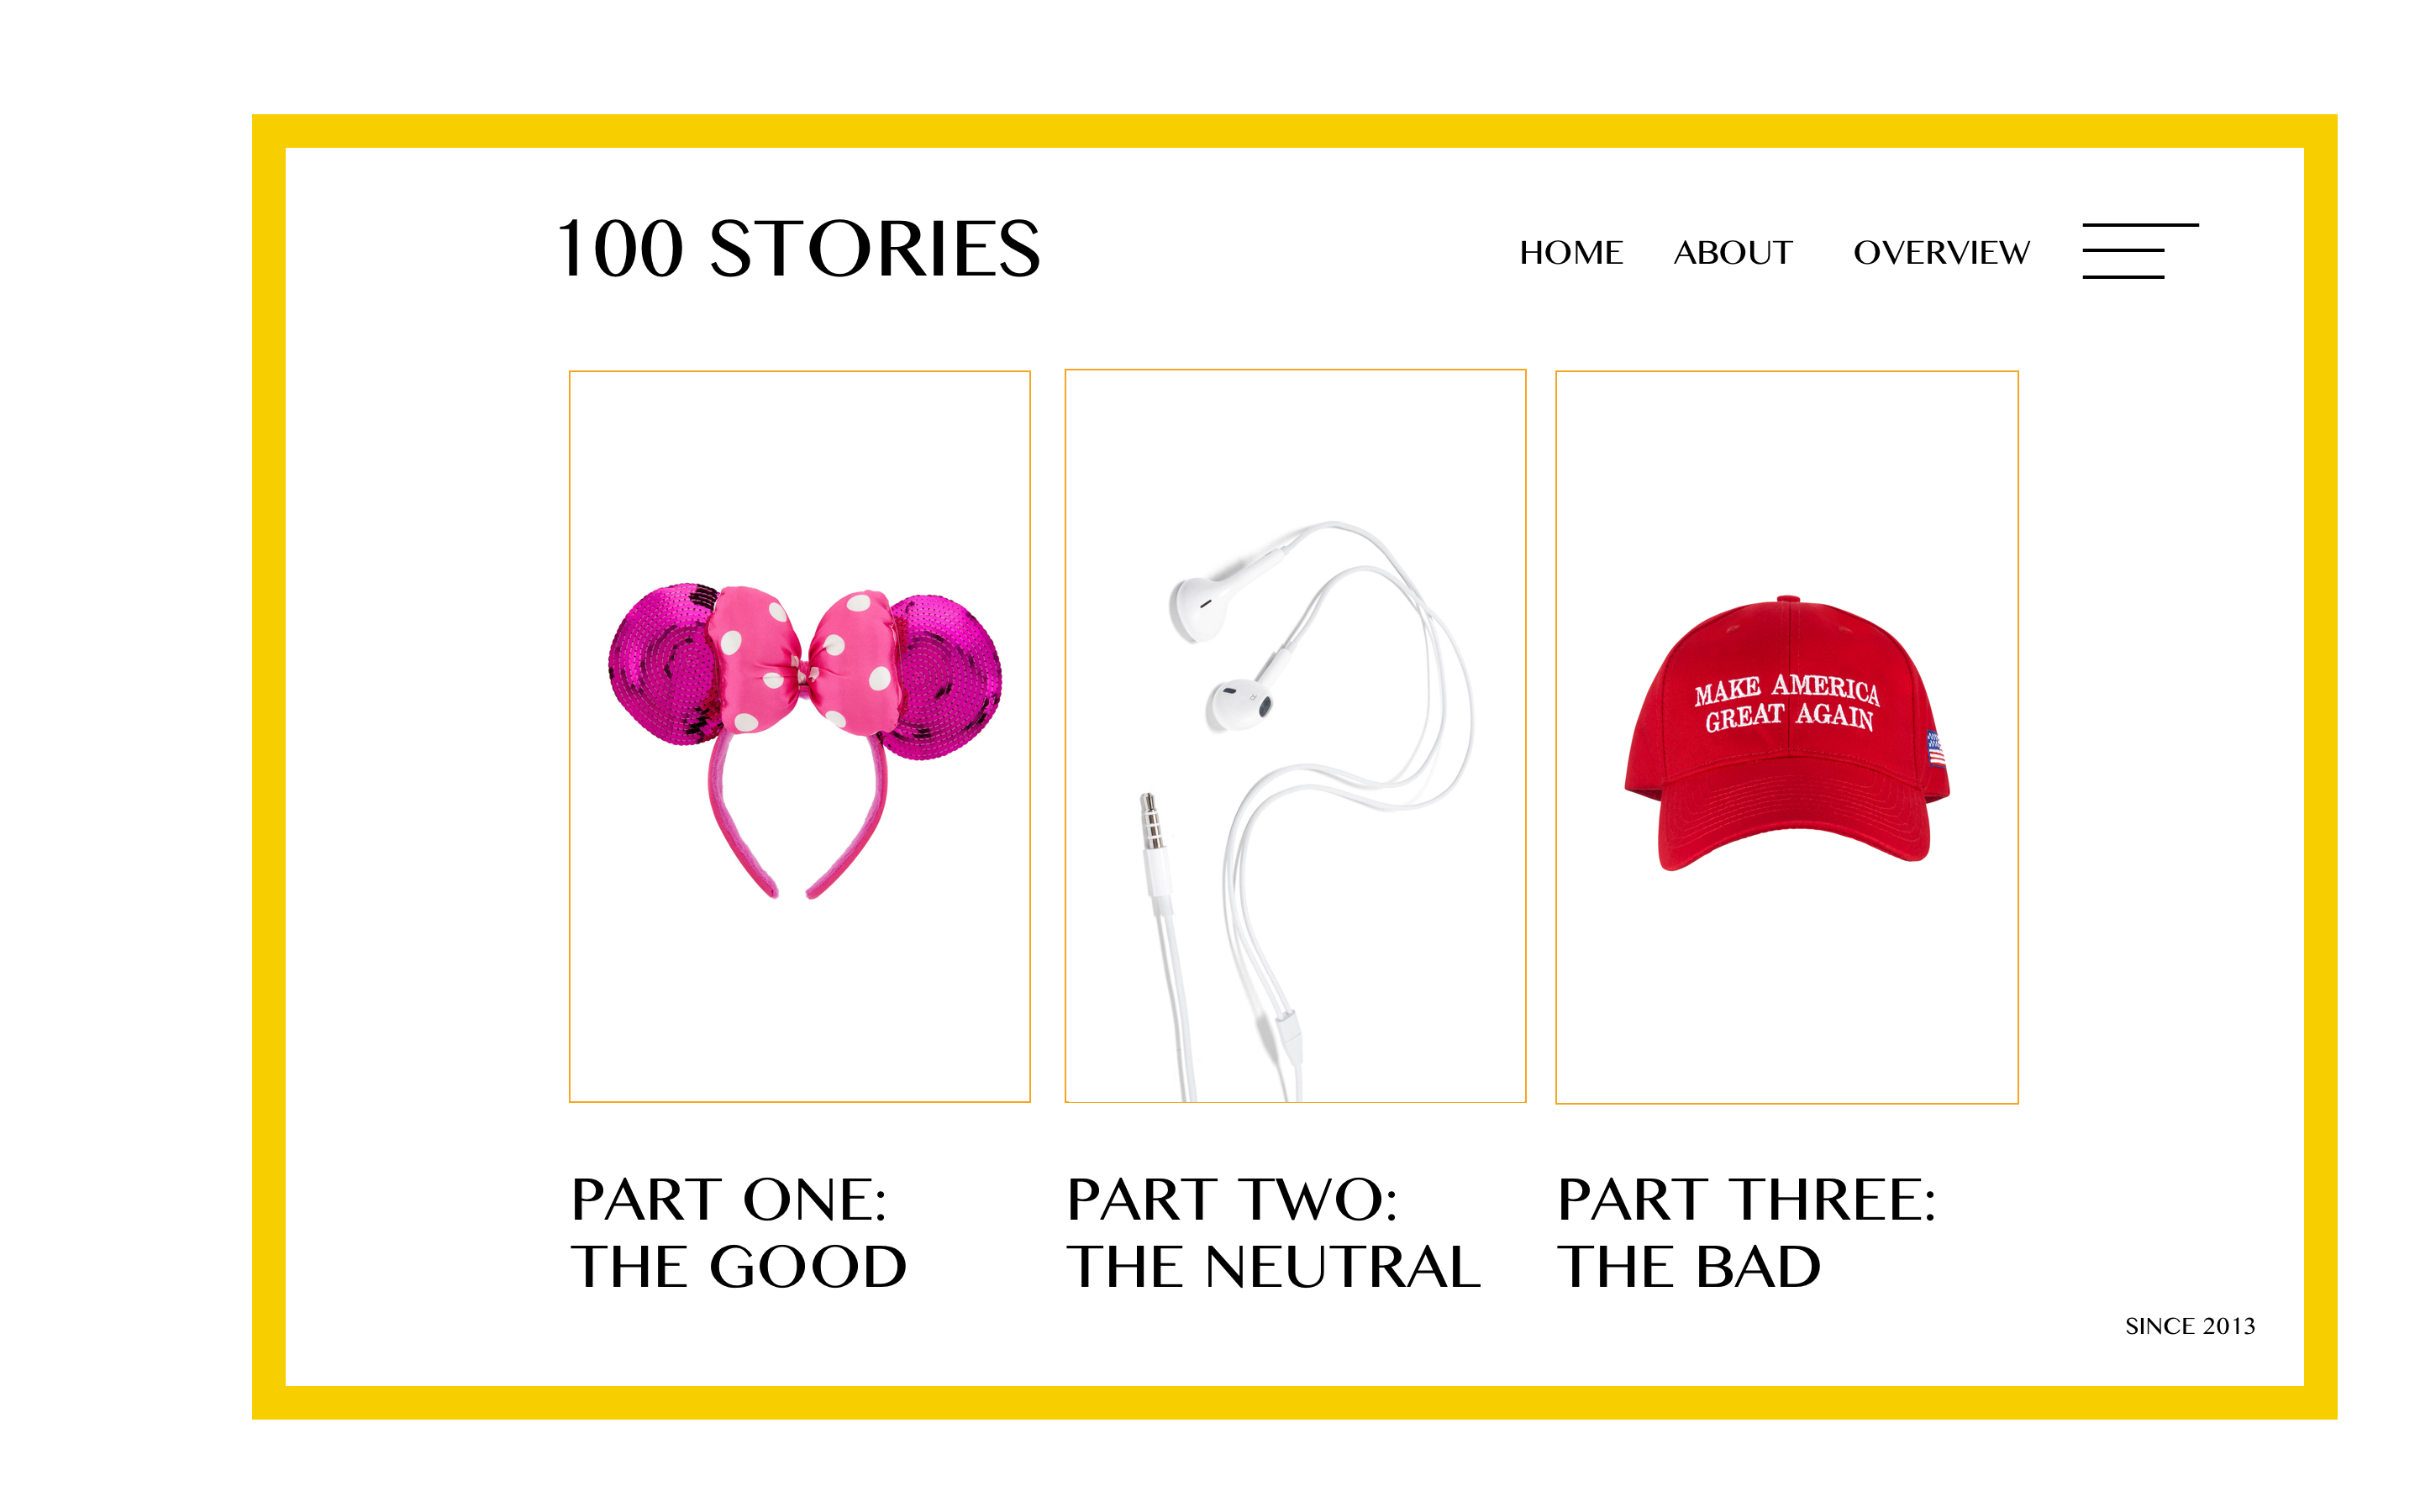 100 STORIES
HOME ABOUT OVERVIEW
MAKE AMERICA
GREAT AGAIN
PART ONE:
THE GOOD
PART TWO:
THE NEUTRAL
PART THREE:
THE BAD
SINCE 2013